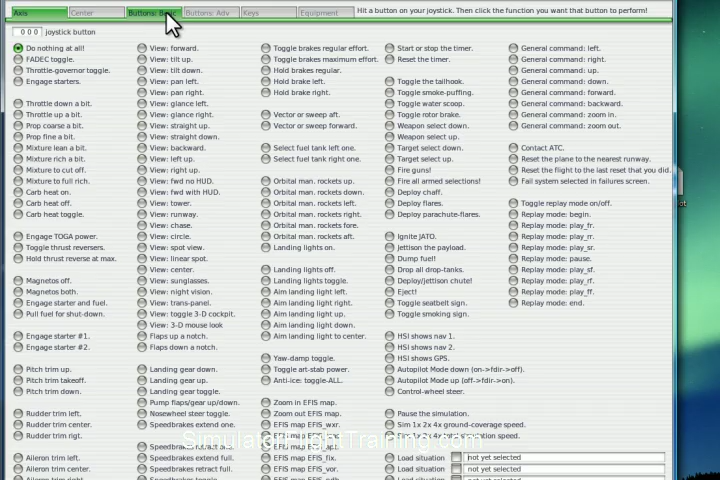 Axis Center Buttons: Basic Buttons: Adv Keys Equipment Hit a button on your joystick. Then click the function you want that button to perform!
0 0 0 joystick button
Do nothing at all!
FADEC toggle.
Throttle-governor toggle.
Engage starters.
Throttle down a bit.
Throttle up a bit.
Prop coarse a bit.
Prop fine a bit.
Mixture lean a bit.
Mixture rich a bit.
Mixture to cut off.
Mixture to full rich.
Carb heat on.
Carb heat off.
Carb heat toggle.
Engage TOGA power.
Toggle thrust reversers.
Hold thrust reverse at max.
Magnetos off.
Magnetos both.
Engage starter and fuel.
Pull fuel for shut-down.
Engage starter #1.
Engage starter #2.
Pitch trim up.
Pitch trim takeoff.
Pitch trim down.
Rudder trim left.
Rudder trim center.
Rudder trim rigt.
Aileron trim left.
Aileron trim center.
Aileron trim right.
View: forward.
View: tilt up.
View: tilt down.
View: pan left.
View: pan right.
View: glance left.
View: glance right.
View: straight up.
View: straight down.
View: backward.
View: left up.
View: right up.
View: fwd no HUD.
View: fwd with HUD.
View: tower.
View: runway.
View: chase.
View: circle.
View: spot view.
View: linear spot.
View: center.
View: sunglasses.
View: night vision.
View: trans-panel.
View: toggle 3-D cockpit.
View: 3-D mouse look
Flaps up a notch.
Flaps down a notch.
Landing gear down.
Landing gear up.
Landing gear toggle.
Pump flaps/gear up/down.
Nosewheel steer toggle.
Speedbrakes extend one.
Speedbrakes extend full.
Speedbrakes retract full.
Toggle brakes regular effort.
Toggle brakes maximum effort.
Hold brakes regular.
Hold brake left.
Hold brake right.
Vector or sweep aft.
Vector or sweep forward.
Select fuel tank left one.
Select fuel tank right one.
Orbital man. rockets up.
Orbital man. rockets down.
Orbital man. rockets left.
Orbital man. rockets right.
Orbital man. rockets fore.
Orbital man. rockets aft.
Landing lights on.
Landing lights off.
Landing lights toggle.
Aim landing light left.
Aim landing light right.
Aim landing light up.
Aim landing light down.
Aim landing light to center.
Yaw-damp toggle.
Toggle art-stab power.
Anti-ice: toggle-ALL.
Zoom in EFIS map.
Zoom out EFIS map.
EFIS map EFIS_wxr.
EFIS map EFIS_tcas.
EFIS map EFIS_fix.
EFIS map EFIS_vor.
Start or stop the timer.
Reset the timer.
Toggle the tailhook.
Toggle smoke-puffing.
Toggle water scoop.
Toggle rotor brake.
Weapon select down.
Weapon select up.
Target select down.
Target select up.
Fire guns!
Fire all armed selections!
Deploy chaff.
Deploy flares.
Deploy parachute-flares.
Ignite JATO.
Jettison the payload.
Dump fuel!
Drop all drop-tanks.
Deploy/jettison chute!
Eject!
Toggle seatbelt sign.
Toggle smoking sign.
HSI shows nav 1.
HSI shows nav 2.
HSI shows GPS.
Autopilot Mode down (on->fdir->off).
Autopilot Mode up (off->fdir->on).
Control-wheel steer.
Pause the simulation.
Sim 1x 2x 4x ground-coverage speed.
Load situation not yet selected
Load situation not yet selected
General command: left.
General command: right.
General command: up.
General command: down.
General command: forward.
General command: backward.
General command: zoom in.
General command: zoom out.
Contact ATC.
Reset the plane to the nearest runway.
Reset the flight to the last reset that you did.
Fail system selected in failures screen.
Toggle replay mode on/off.
Replay mode: begin.
Replay mode: play_fr.
Replay mode: play_rr.
Replay mode: play_sr.
Replay mode: pause.
Replay mode: play_sf.
Replay mode: play_rf.
Replay mode: play_ff.
Replay mode: end.
SimulatorFlightTraining.com